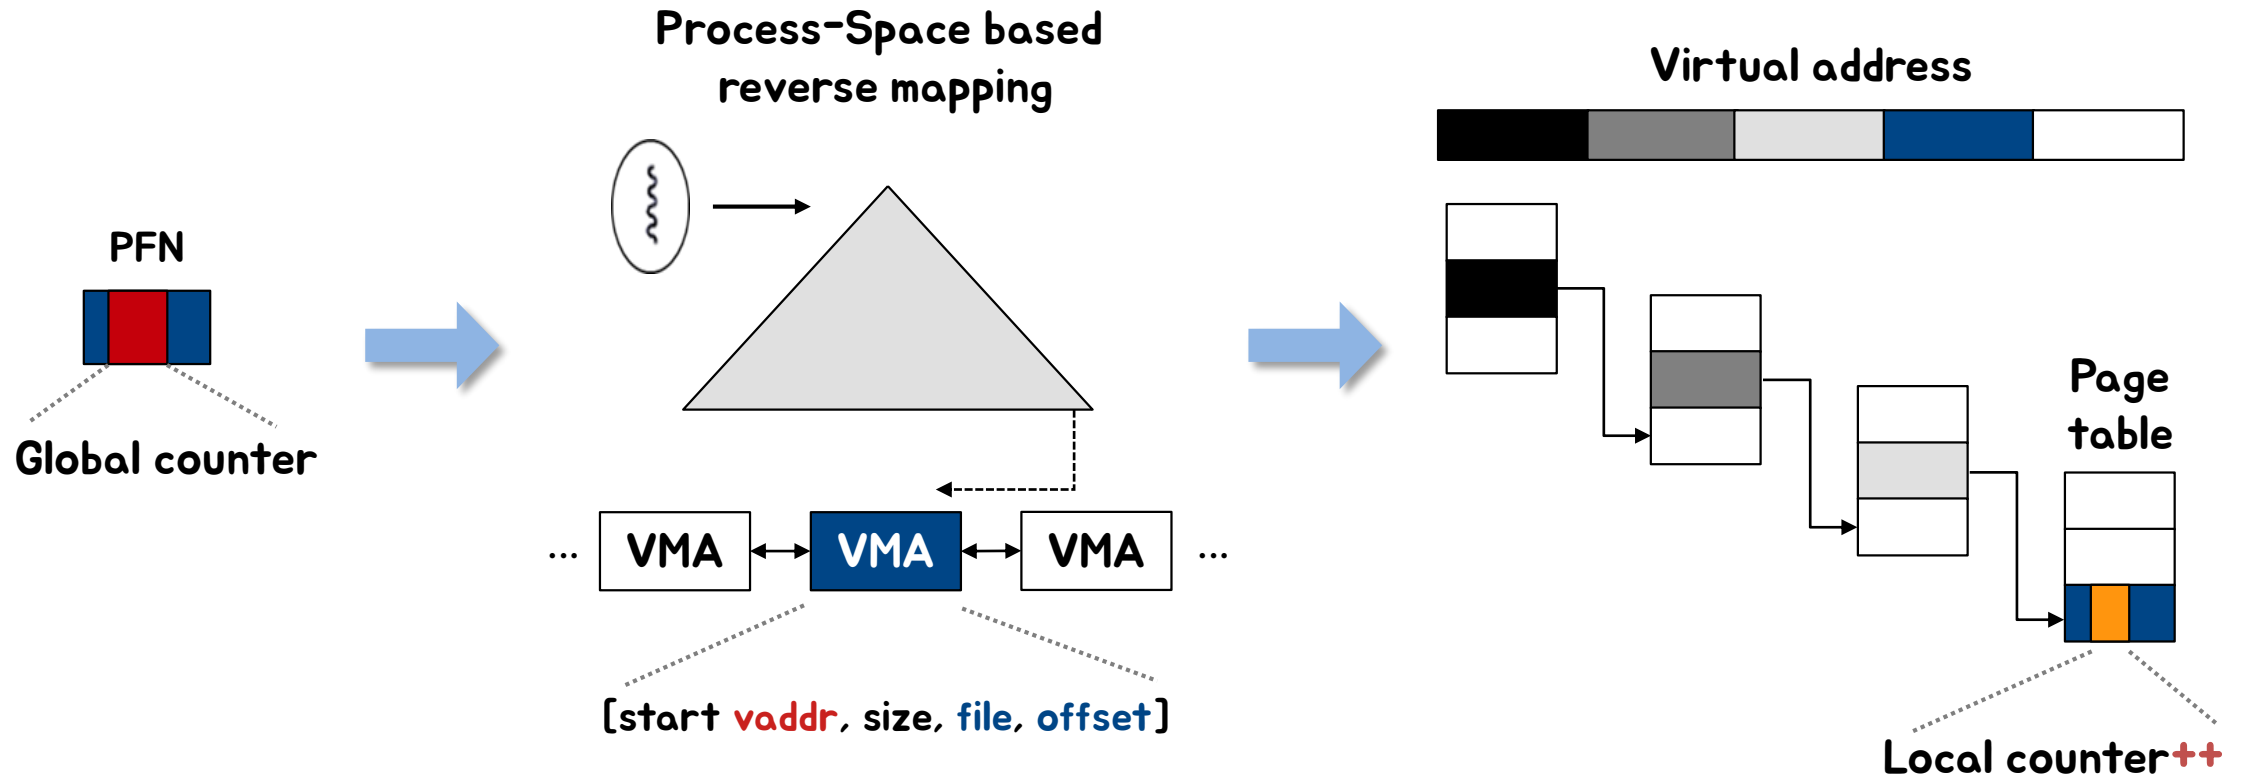 PFN
Global counter
Process-Space based
reverse mapping
... VMA VMA VMA ...
[start vaddr, size, file, offset]
Virtual address
Page
table
Local counter++